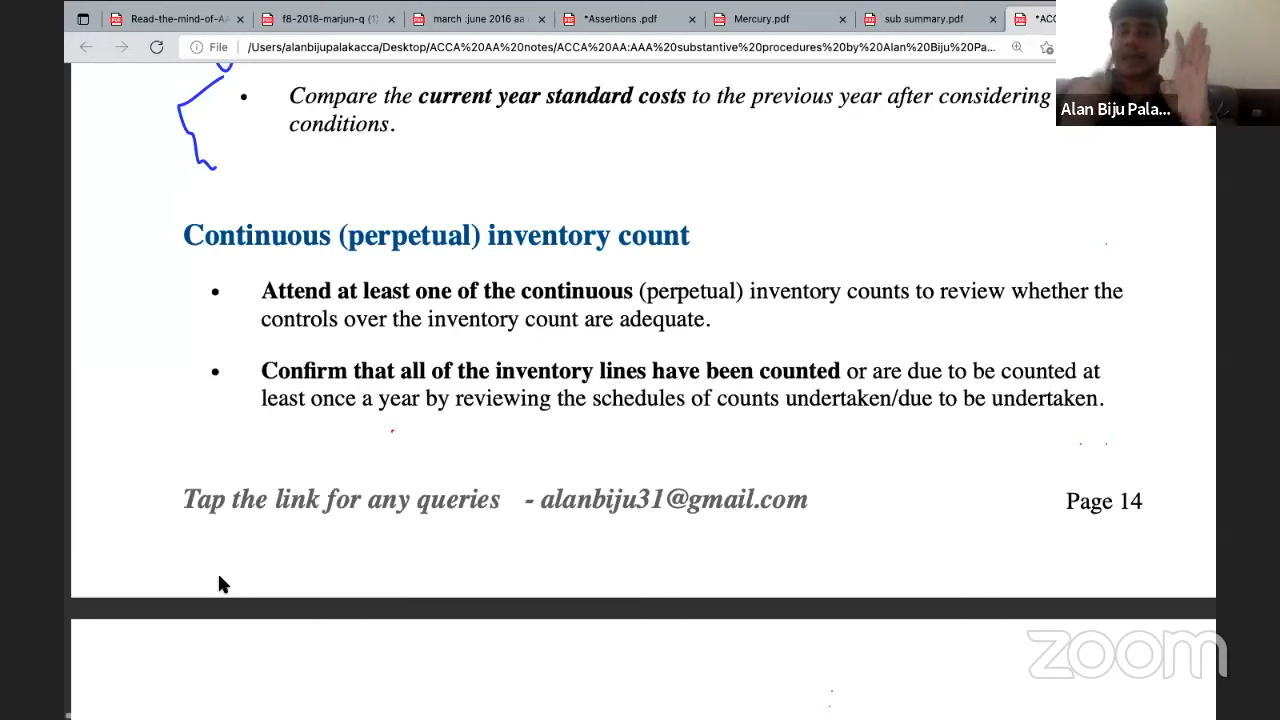 Read-the-mind-of-A
f8-2018-marjun-q (1)
march :june 2016 aa
*Assertions .pdf
Mercury.pdf
sub summary.pdf
*ACC
File
/Users/alanbijupalakacca/Desktop/ACCA%20AA%20notes/ACCA%20AA:AAA%20substantive%20procedures%20by%20Alan%20Biju%20Pa...
Alan Biju Pala...
• Compare the current year standard costs to the previous year after considering
conditions.
Continuous (perpetual) inventory count
• Attend at least one of the continuous (perpetual) inventory counts to review whether the
controls over the inventory count are adequate.
• Confirm that all of the inventory lines have been counted or are due to be counted at
least once a year by reviewing the schedules of counts undertaken/due to be undertaken.
Tap the link for any queries - alanbiju31@gmail.com
Page 14
zoom